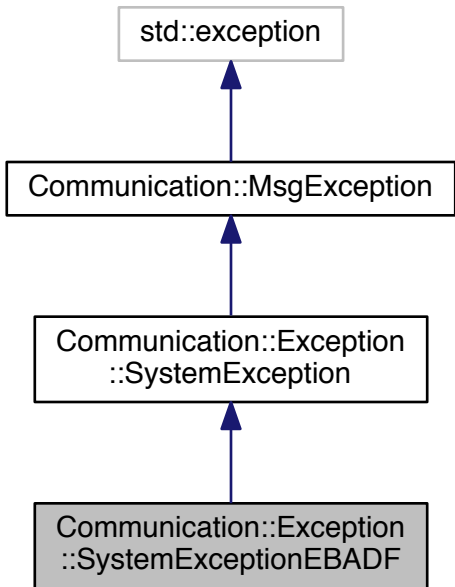 std::exception
Communication::MsgException
Communication::Exception
::SystemException
Communication::Exception
::SystemExceptionEBADF